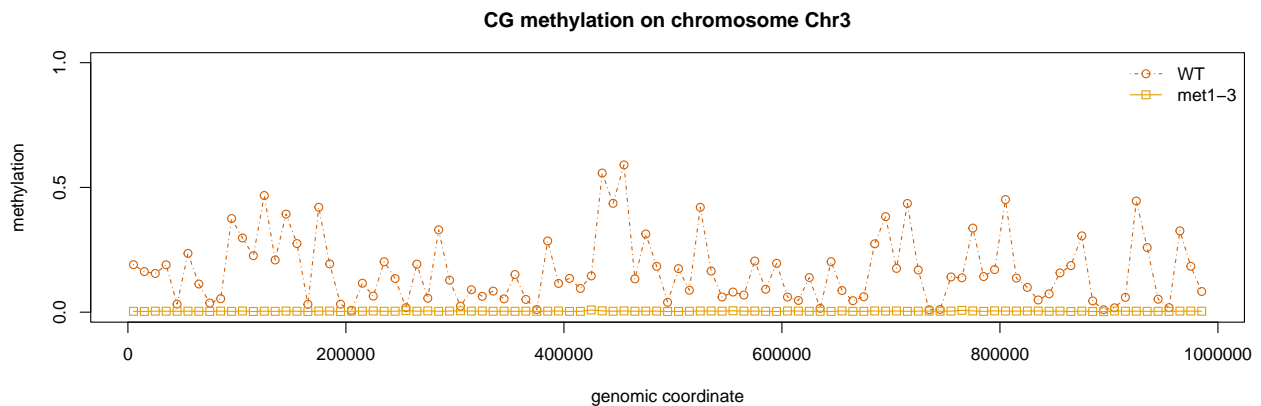 CG methylation on chromosome Chr3
1.0
0.5
0.0
methylation
WT
met1−3
0
200000
400000
600000
800000
1000000
genomic coordinate